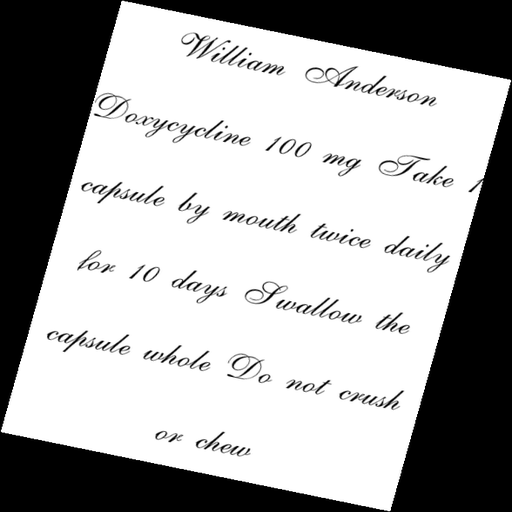 William Anderson
Doxycycline 100 mg Take 1
capsule by mouth twice daily
for 10 days Swallow the
capsule whole Do not crush
or chew